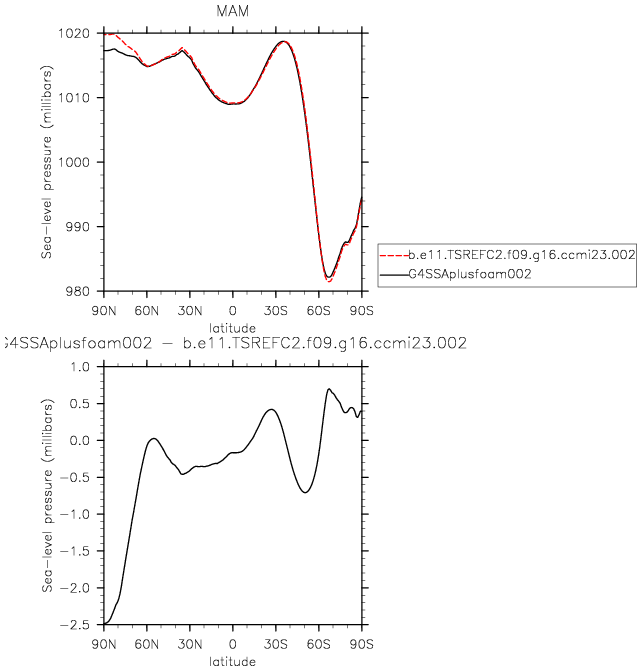 MAM
1020
1010
1000
990
980
Sea-level pressure (millibars)
90N 60N 30N 0 30S 60S 90S
latitude
b.e11.TSREFC2.f09.g16.ccmi23.002
G4SSAplusfoam002
G4SSAplusfoam002 - b.e11.TSREFC2.f09.g16.ccmi23.002
1.0
0.5
0.0
-0.5
-1.0
-1.5
-2.0
-2.5
Sea-level pressure (millibars)
90N 60N 30N 0 30S 60S 90S
latitude